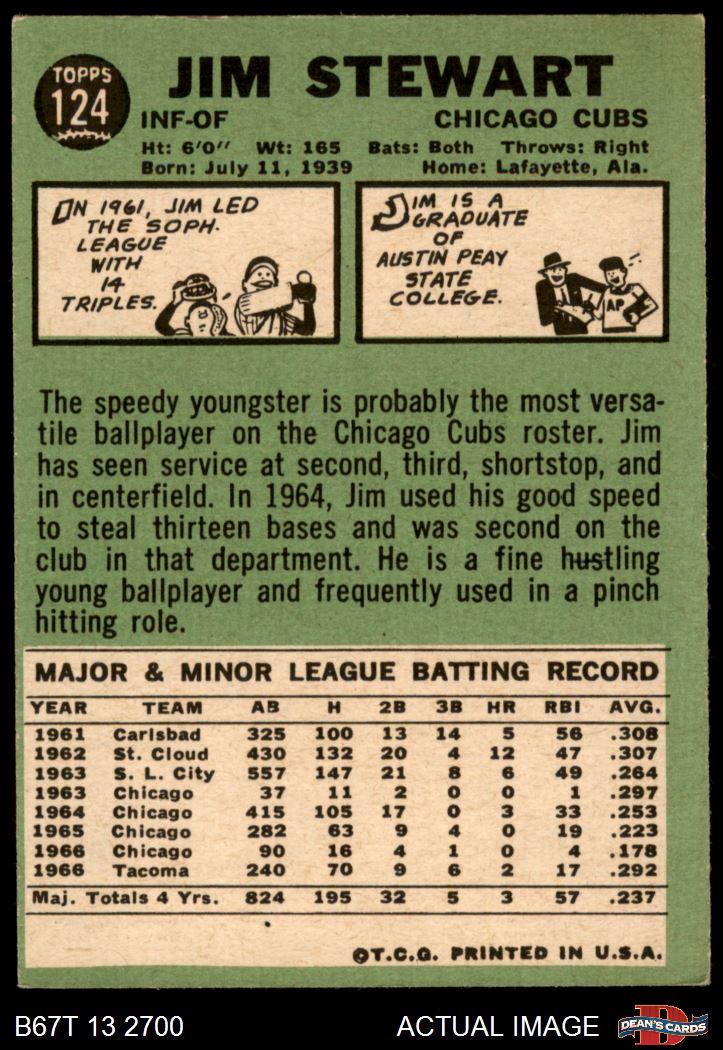 TOPPS
124
JIM STEWART
INF-OF CHICAGO CUBS
Ht: 6'0" Wt: 165 Bats: Both Throws: Right
Born: July 11, 1939 Home: Lafayette, Ala.
IN 1961, JIM LED
THE SOPH.
LEAGUE
WITH
14
TRIPLES.
JIM IS A
GRADUATE
OF
AUSTIN PEAY
STATE
COLLEGE.
AP
The speedy youngster is probably the most versa-
tile ballplayer on the Chicago Cubs roster. Jim
has seen service at second, third, shortstop, and
in centerfield. In 1964, Jim used his good speed
to steal thirteen bases and was second on the
club in that department. He is a fine hustling
young ballplayer and frequently used in a pinch
hitting role.
MAJOR & MINOR LEAGUE BATTING RECORD
YEAR TEAM AB H 2B 3B HR RBI AVG.
1961 Carlsbad 325 100 13 14 5 56 .308
1962 St. Cloud 430 132 20 4 12 47 .307
1963 S. L. City 557 147 21 8 6 49 .264
1963 Chicago 37 11 2 0 0 1 .297
1964 Chicago 415 105 17 0 3 33 .253
1965 Chicago 282 63 9 4 0 19 .223
1966 Chicago 90 16 4 1 0 4 .178
1966 Tacoma 240 70 9 6 2 17 .292
Maj. Totals 4 Yrs. 824 195 32 5 3 57 .237
©T.C.G. PRINTED IN U.S.A.
B67T 13 2700 ACTUAL IMAGE
D
DEAN'S CARDS